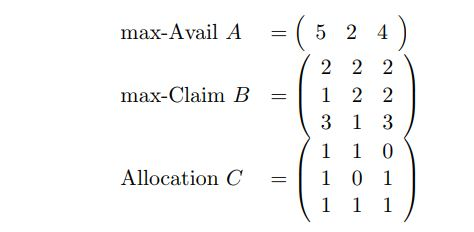 max-Avail A = ( 5 2 4 )
2 2 2
max-Claim B = ( 1 2 2 )
3 1 3
1 1 0
Allocation C = ( 1 0 1 )
1 1 1